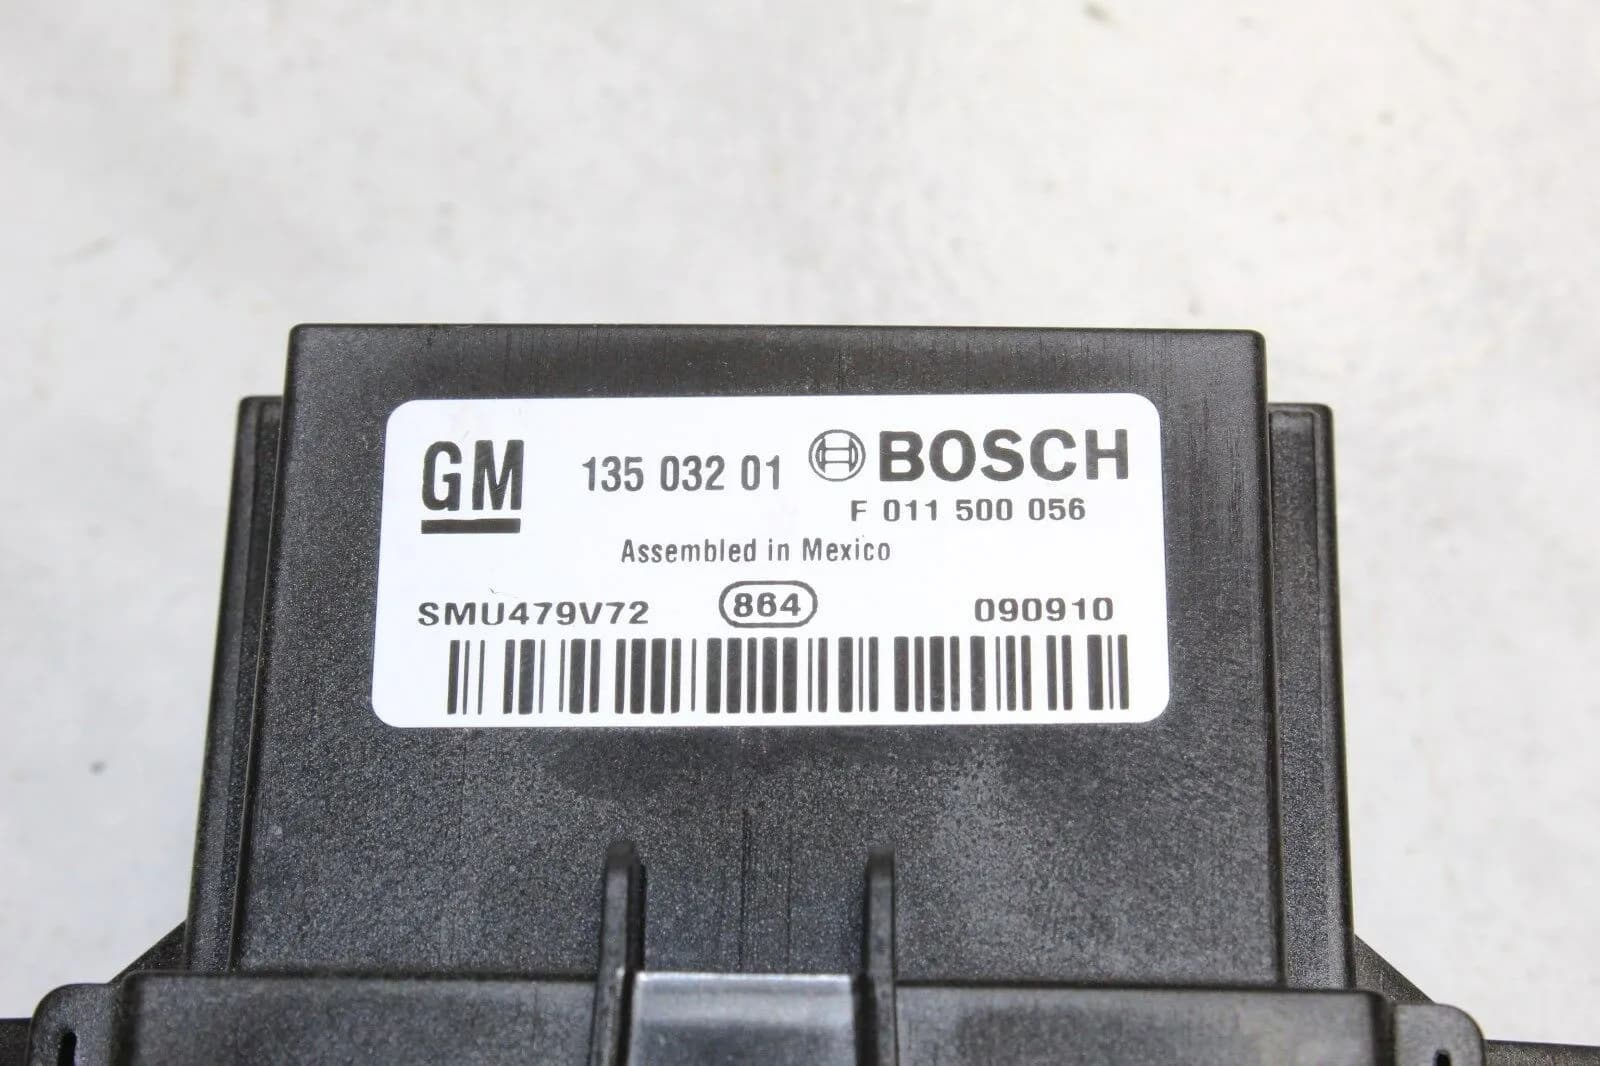 GM 135 032 01 BOSCH
F 011 500 056
Assembled in Mexico
SMU479V72 864 090910